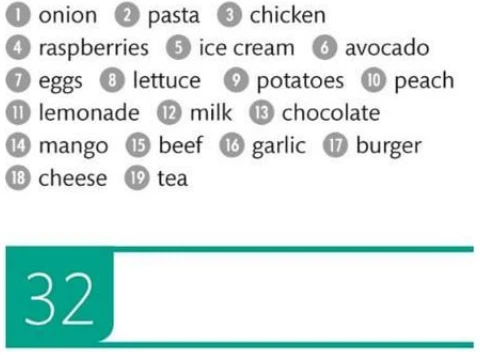 1 onion 2 pasta 3 chicken
4 raspberries 5 ice cream 6 avocado
7 eggs 8 lettuce 9 potatoes 10 peach
11 lemonade 12 milk 13 chocolate
14 mango 15 beef 16 garlic 17 burger
18 cheese 19 tea
32